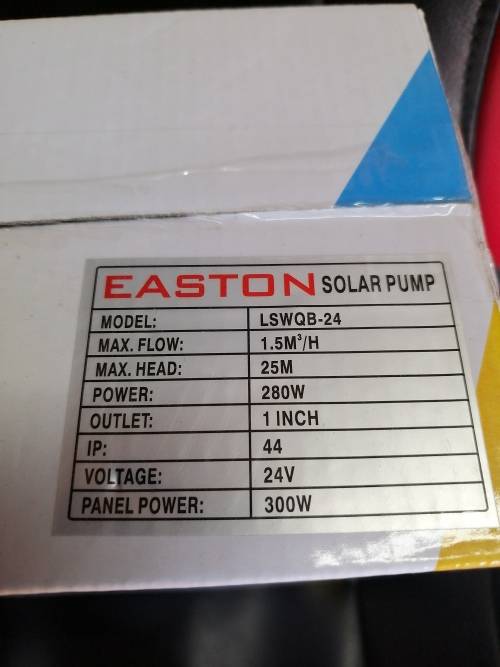 EASTON SOLAR PUMP
MODEL: LSWQB-24
MAX. FLOW: 1.5M³/H
MAX. HEAD: 25M
POWER: 280W
OUTLET: 1 INCH
IP: 44
VOLTAGE: 24V
PANEL POWER: 300W